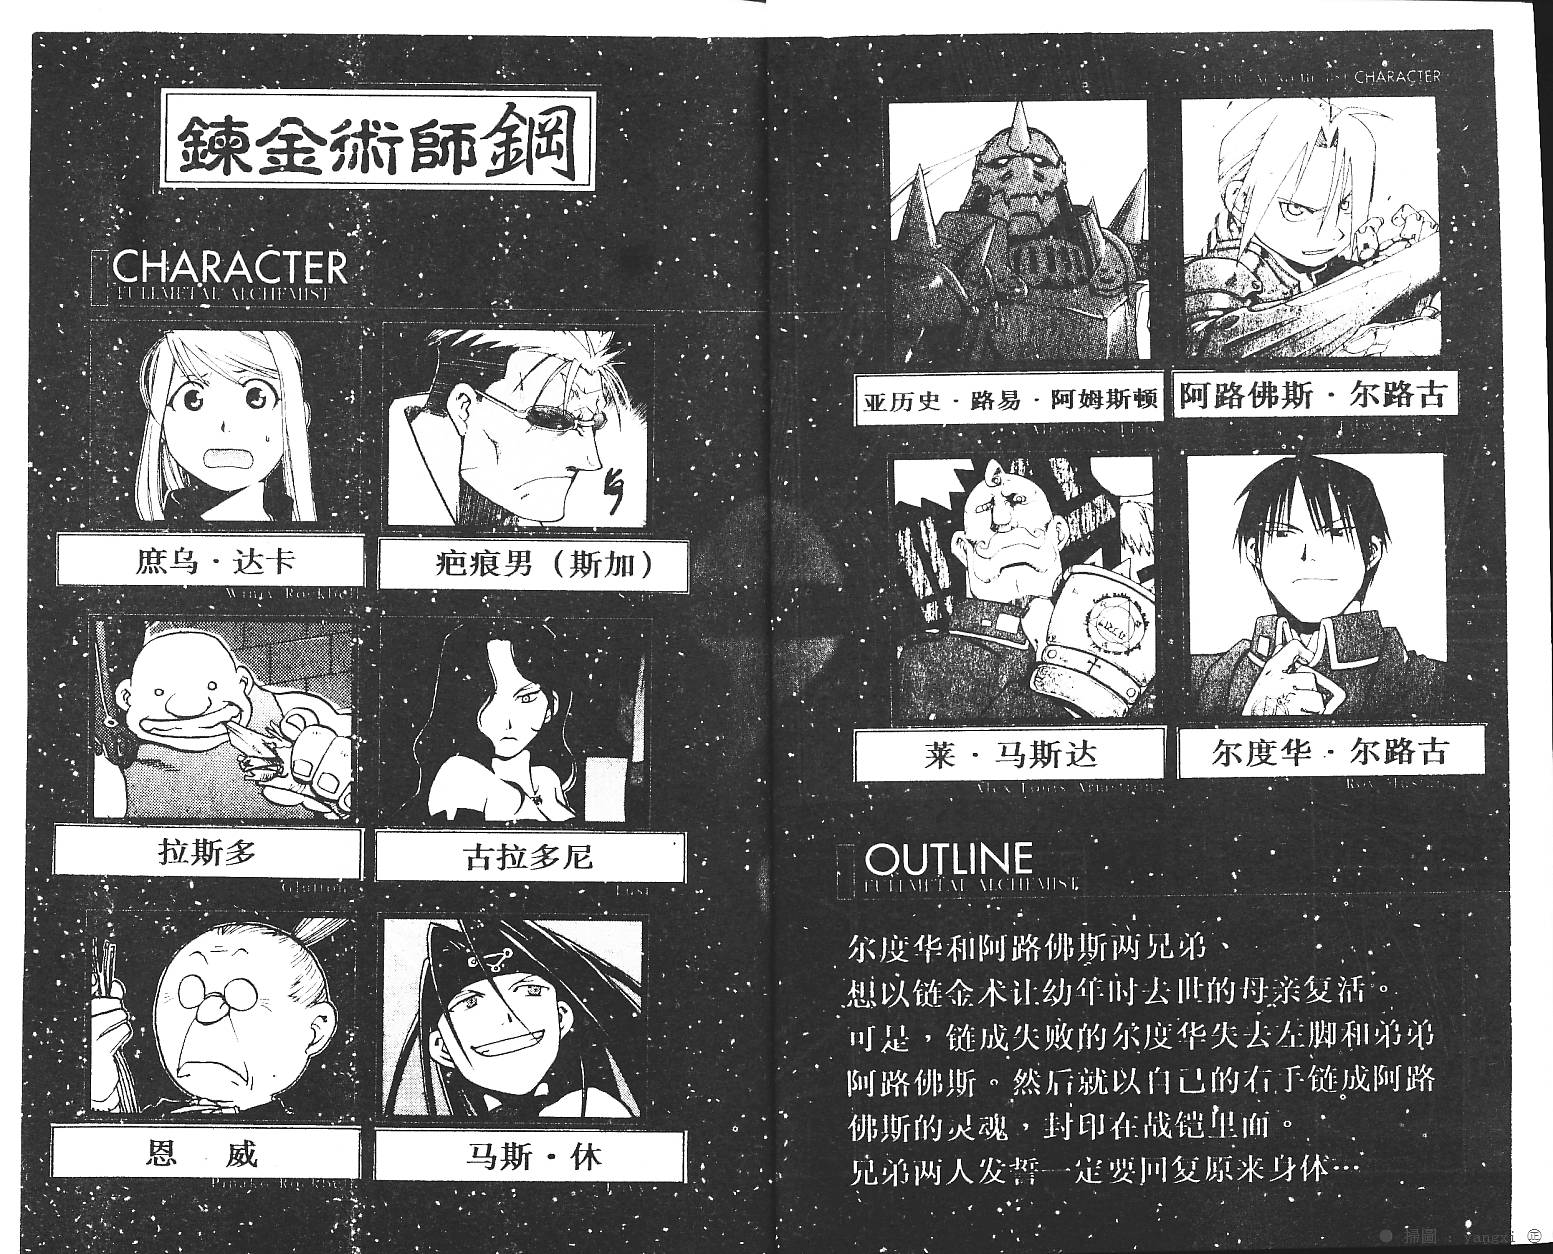 鍊金術師鋼
CHARACTER
FULLMETAL ALCHEMIST
庶乌·达卡
疤痕男（斯加）
拉斯多
古拉多尼
恩 威
马斯·休
CHARACTER
亚历史·路易·阿姆斯顿
阿路佛斯·尔路古
莱·马斯达
Alex Louis Armstrong
尔度华·尔路古
OUTLINE
FULLMETAL ALCHEMIST
尔度华和阿路佛斯两兄弟、
想以链金术让幼年时去世的母亲复活。
可是，链成失败的尔度华失去左脚和弟弟
阿路佛斯。然后就以自己的右手链成阿路
佛斯的灵魂，封印在战铠里面。
兄弟两人发誓一定要回复原来身体…
掃圖：yangxi 正